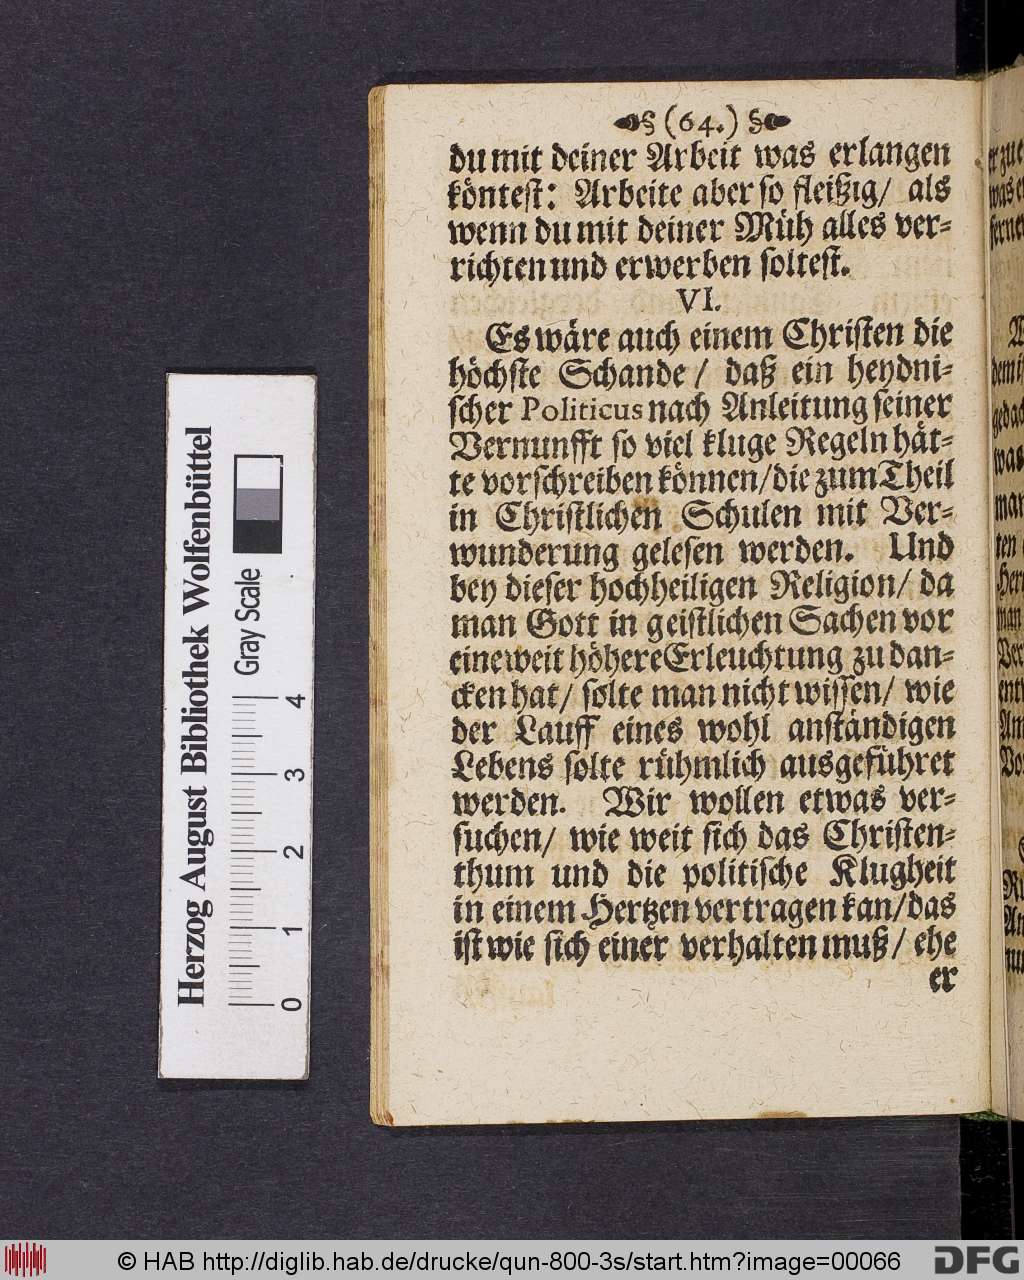 § (64.) §
du mit deiner Arbeit was erlangen
köntest: Arbeite aber so fleißig/ als
wenn du mit deiner Müh alles ver=
richten und erwerben soltest.
VI.
Es wäre auch einem Christen die
höchste Schande/ daß ein heydni=
scher Politicus nach Anleitung seiner
Vernunfft so viel kluge Regeln hät=
te vorschreiben können/die zum Theil
in Christlichen Schulen mit Ver=
wunderung gelesen werden. Und
bey dieser hochheiligen Religion/ da
man Gott in geistlichen Sachen vor
eine weit höhere Erleuchtung zu dan=
cken hat/ solte man nicht wissen/ wie
der Lauff eines wohl anständigen
Lebens solte rühmlich ausgeführet
werden. Wir wollen etwas ver=
suchen/ wie weit sich das Christen=
thum und die politische Klugheit
in einem Hertzen vertragen kan/das
ist wie sich einer verhalten muß/ ehe
er
Herzog August Bibliothek Wolfenbüttel
Gray Scale
0 1 2 3 4
© HAB http://diglib.hab.de/drucke/qun-800-3s/start.htm?image=00066
DFG